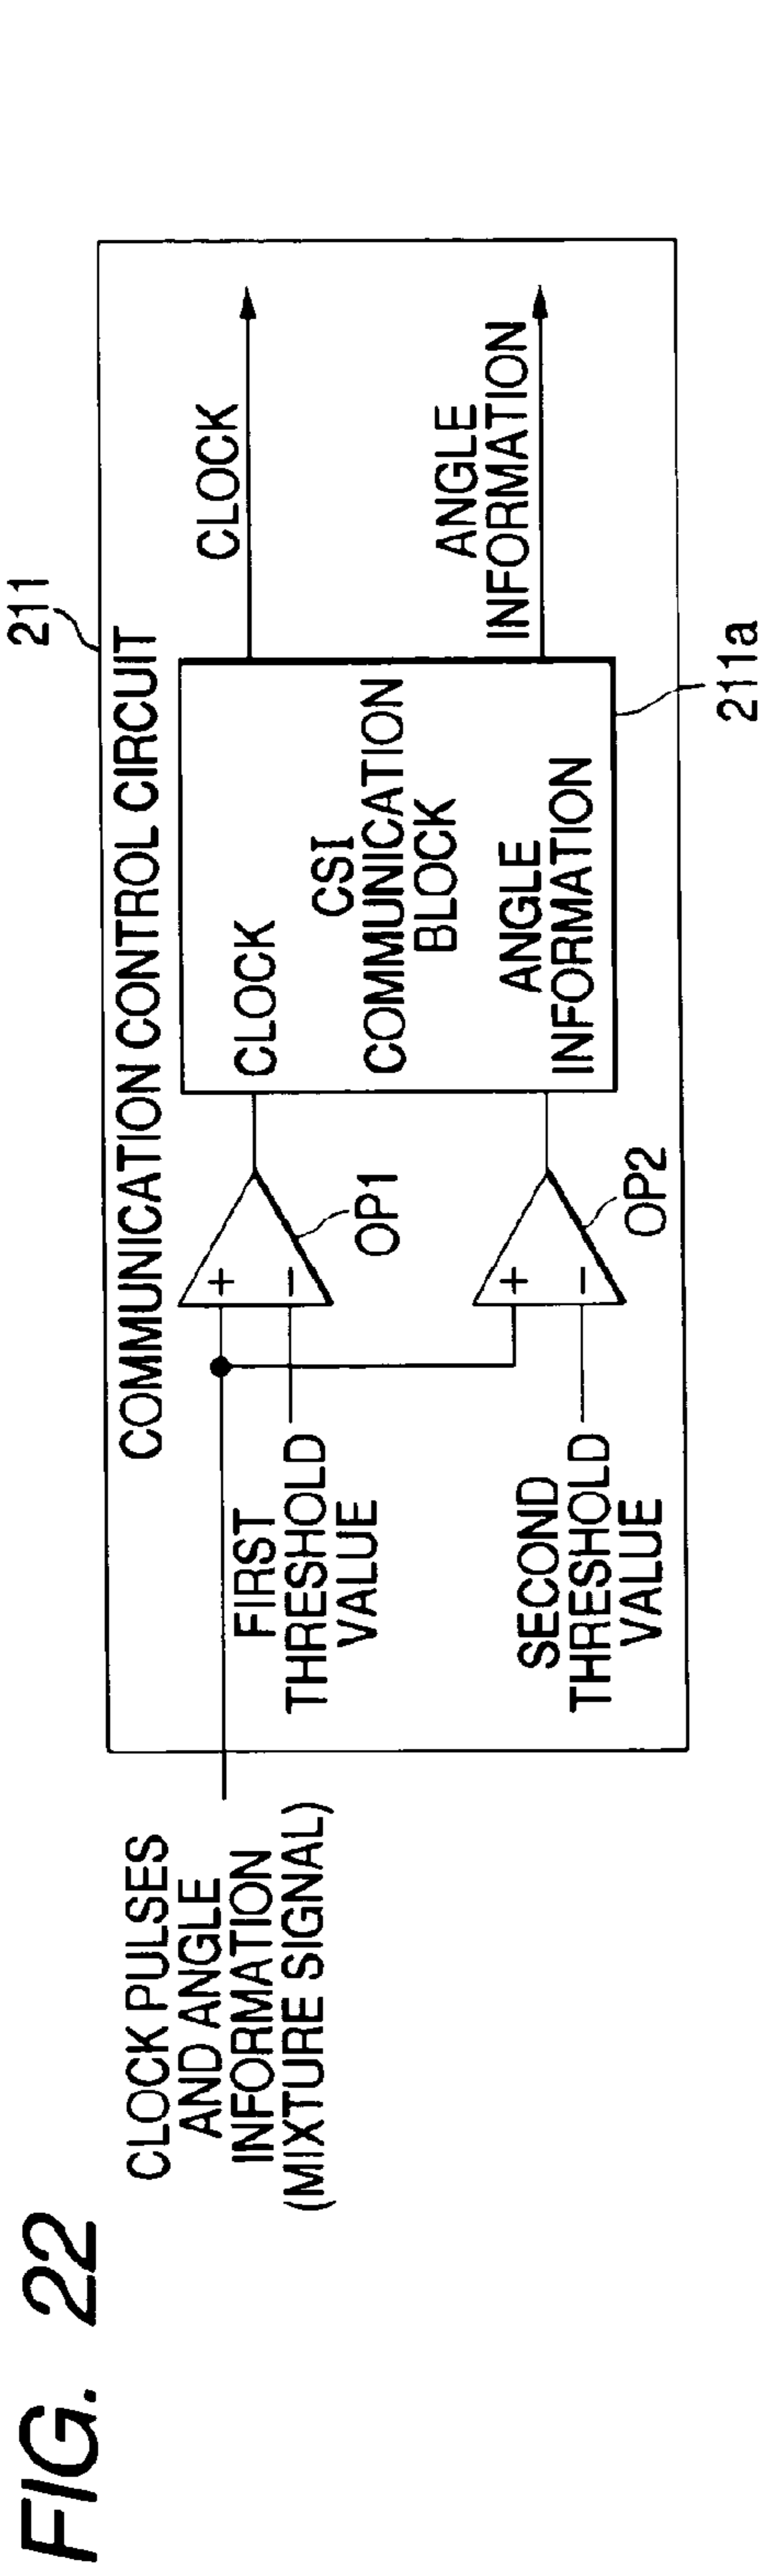 FIG. 22
211
COMMUNICATION CONTROL CIRCUIT
CLOCK PULSES
AND ANGLE
INFORMATION
(MIXTURE SIGNAL)
FIRST
THRESHOLD
VALUE
SECOND
THRESHOLD
VALUE
+
−
OP1
+
−
OP2
CLOCK
CSI
COMMUNICATION
BLOCK
ANGLE
INFORMATION
211a
CLOCK
ANGLE
INFORMATION